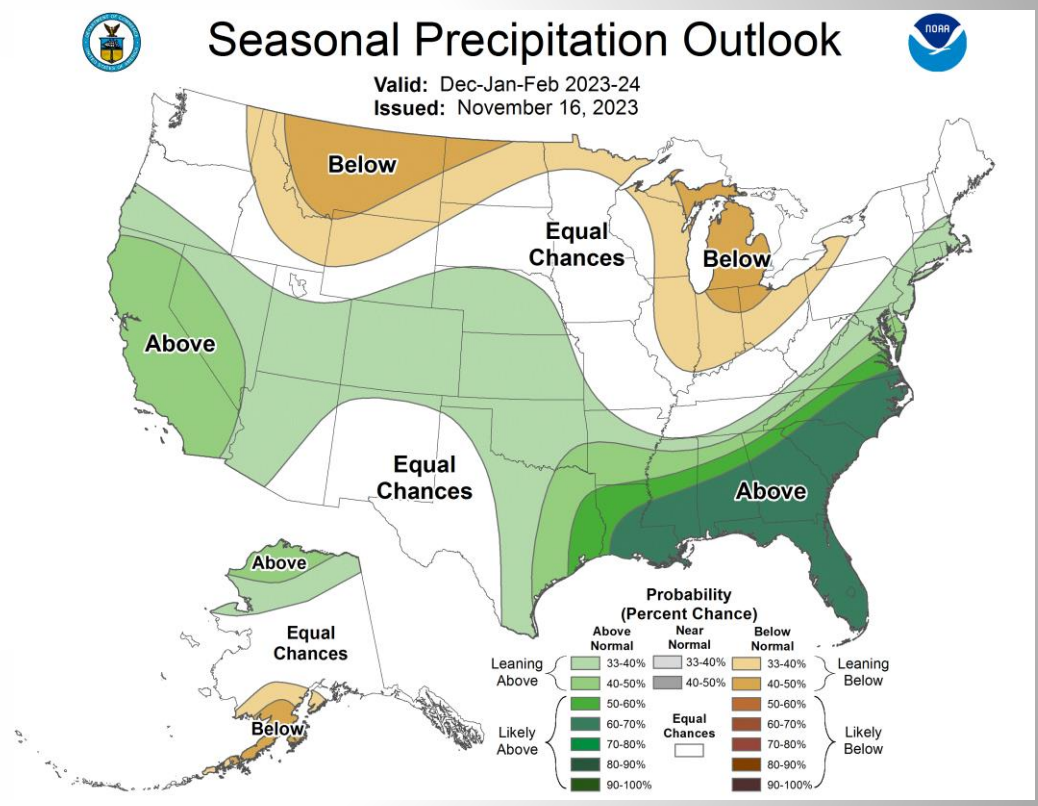 Seasonal Precipitation Outlook
NOAA
Valid: Dec-Jan-Feb 2023-24
Issued: November 16, 2023
Below
Equal
Chances
Below
Above
Equal
Chances
Above
Above
Equal
Chances
Below
Probability
(Percent Chance)
Above
Normal
Near
Normal
Below
Normal
Leaning
Above
33-40%
33-40%
33-40%
Leaning
Below
40-50%
40-50%
40-50%
Likely
Above
50-60%
60-70%
70-80%
80-90%
90-100%
Equal
Chances
50-60%
60-70%
70-80%
80-90%
90-100%
Likely
Below